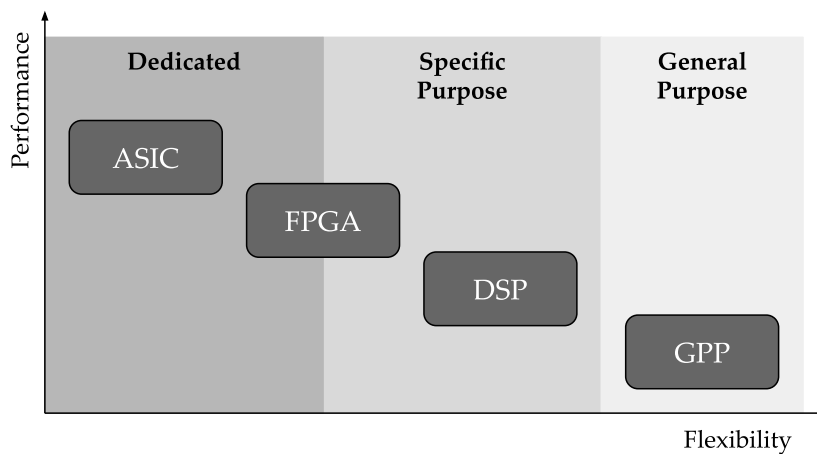 Performance
Dedicated
Specific
Purpose
General
Purpose
ASIC
FPGA
DSP
GPP
Flexibility